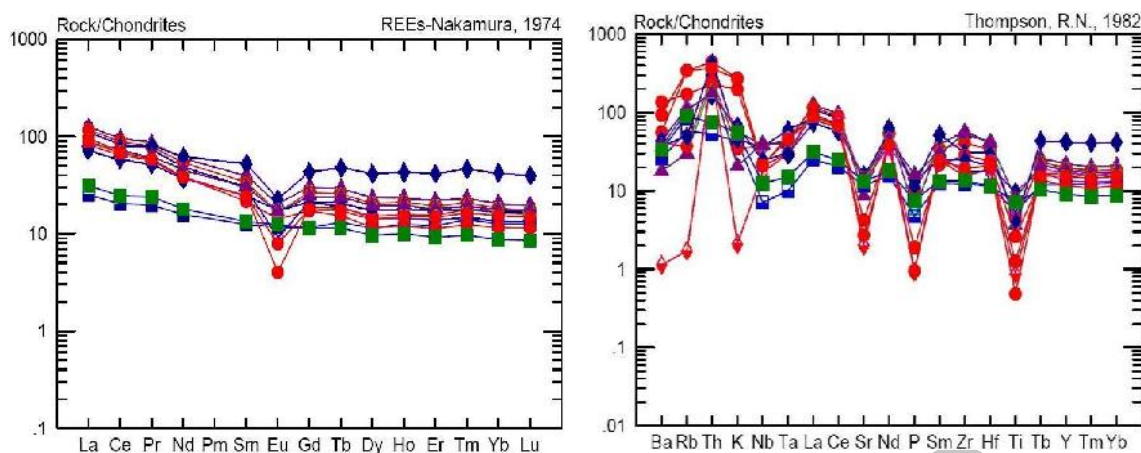 Rock/Chondrites REEs-Nakamura, 1974
1000
100
10
1
.1
La Ce Pr Nd Pm Sm Eu Gd Tb Dy Ho Er Tm Yb Lu
Rock/Chondrites Thompson, R.N., 1982
1000
100
10
1
.1
.01
Ba Rb Th K Nb Ta La Ce Sr Nd P Sm Zr Hf Ti Tb Y Tm Yb